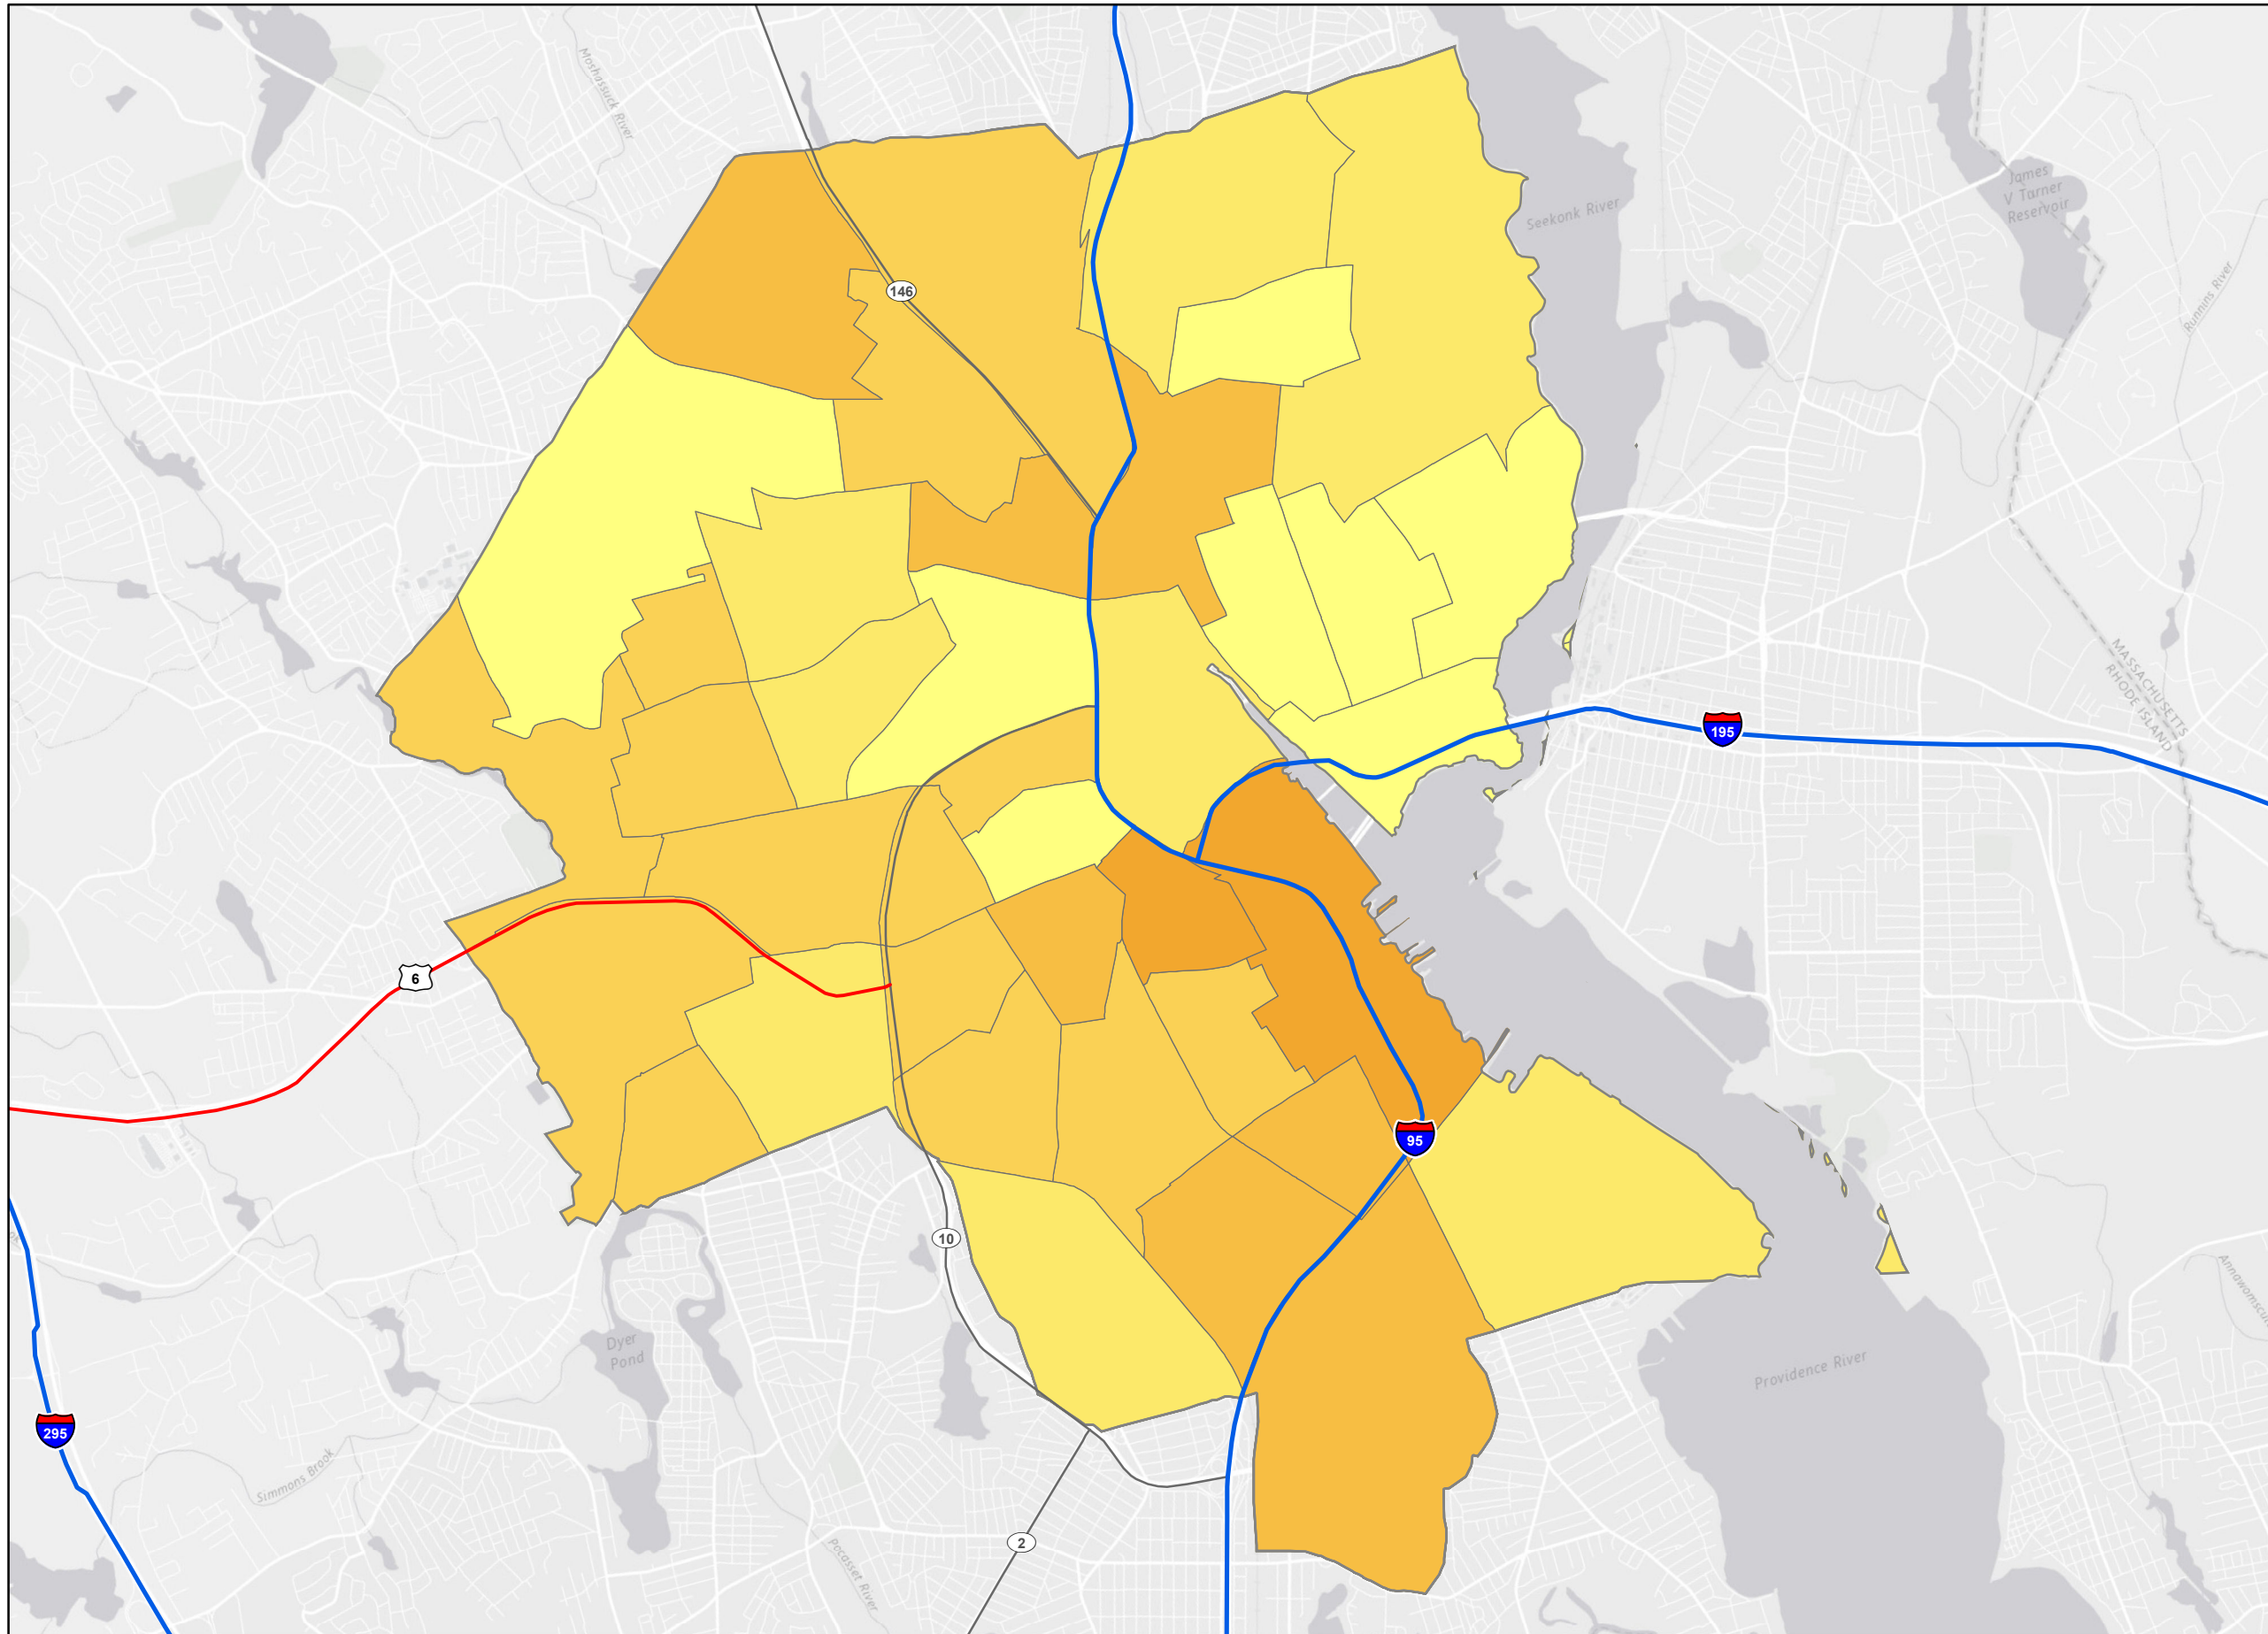 Moshassuck River
Seekonk River
James
V Tarner
Reservoir
Runnins River
146
MASSACHUSETTS
RHODE ISLAND
195
6
95
10
Dyer
Pond
Providence River
295
Simmons Brook
Pocasset River
2